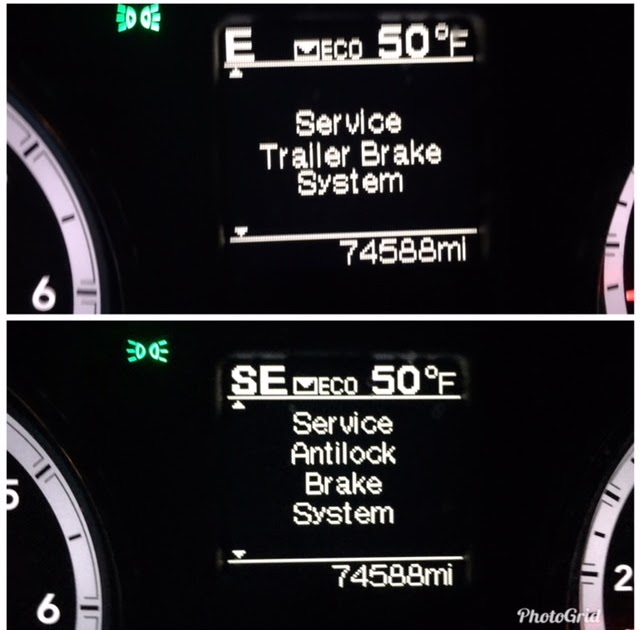 E ECO 50°F
Service
Trailer Brake
System
74588mi
6
SE ECO 50°F
Service
Antilock
Brake
System
74588mi
5
6
2
PhotoGrid